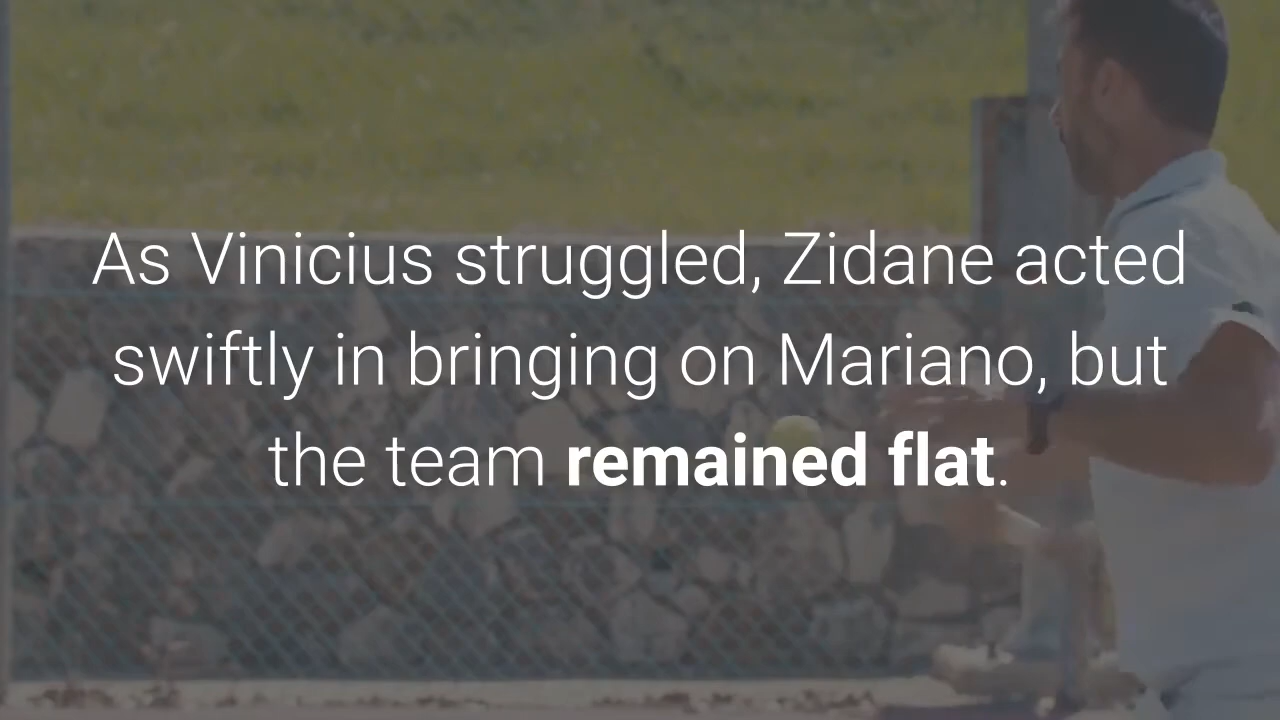 As Vinicius struggled, Zidane acted
swiftly in bringing on Mariano, but
the team remained flat.